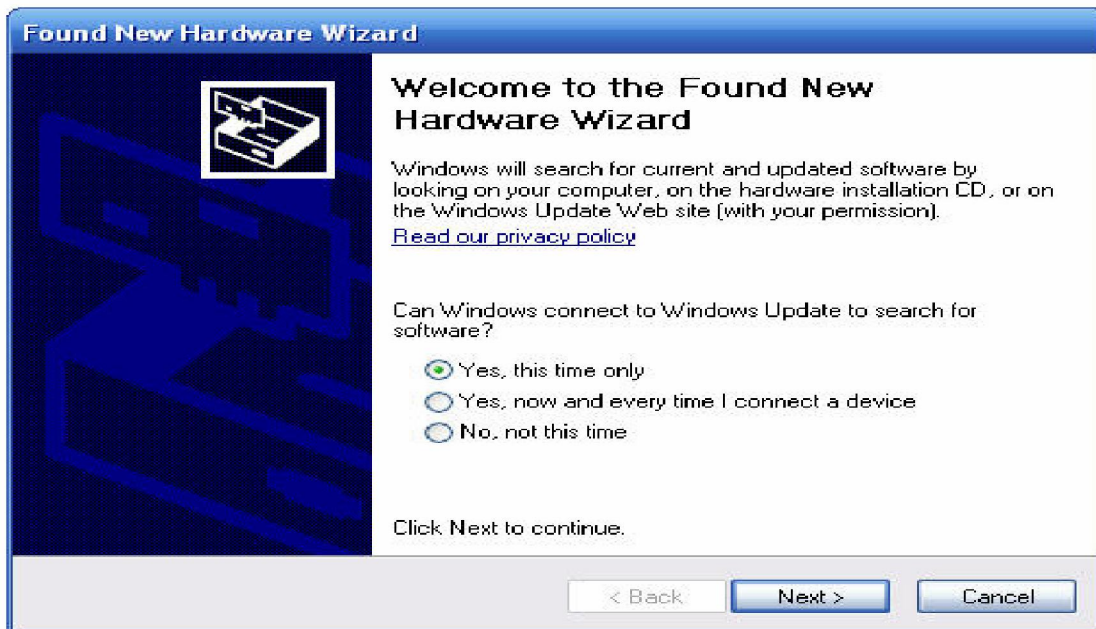 Found New Hardware Wizard
Welcome to the Found New
Hardware Wizard
Windows will search for current and updated software by
looking on your computer, on the hardware installation CD, or on
the Windows Update Web site (with your permission).
Read our privacy policy
Can Windows connect to Windows Update to search for
software?
Yes, this time only
Yes, now and every time I connect a device
No, not this time
Click Next to continue.
< Back Next > Cancel